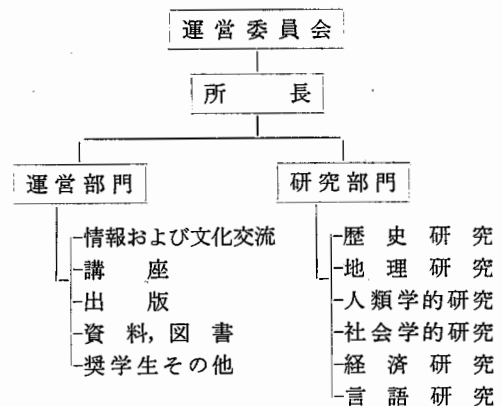 運営委員会
所長
運営部門
情報および文化交流
講座
出版
資料，図書
奨学生その他
研究部門
歴史研究
地理研究
人類学的研究
社会学的研究
経済研究
言語研究